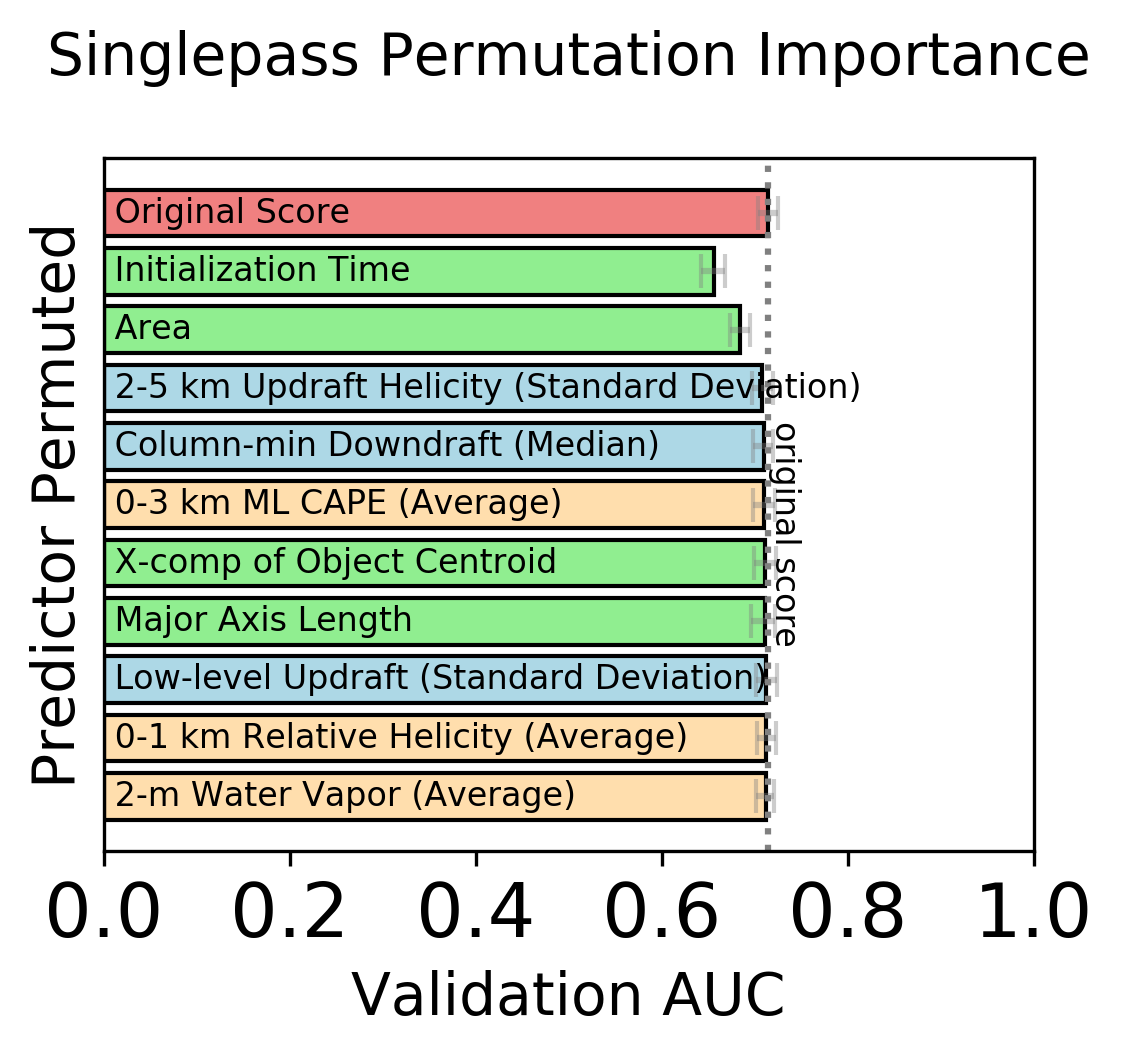 Singlepass Permutation Importance
Predictor Permuted
Original Score
Initialization Time
Area
2-5 km Updraft Helicity (Standard Deviation)
Column-min Downdraft (Median)
0-3 km ML CAPE (Average)
X-comp of Object Centroid
Major Axis Length
Low-level Updraft (Standard Deviation)
0-1 km Relative Helicity (Average)
2-m Water Vapor (Average)
original score
0.0 0.2 0.4 0.6 0.8 1.0
Validation AUC